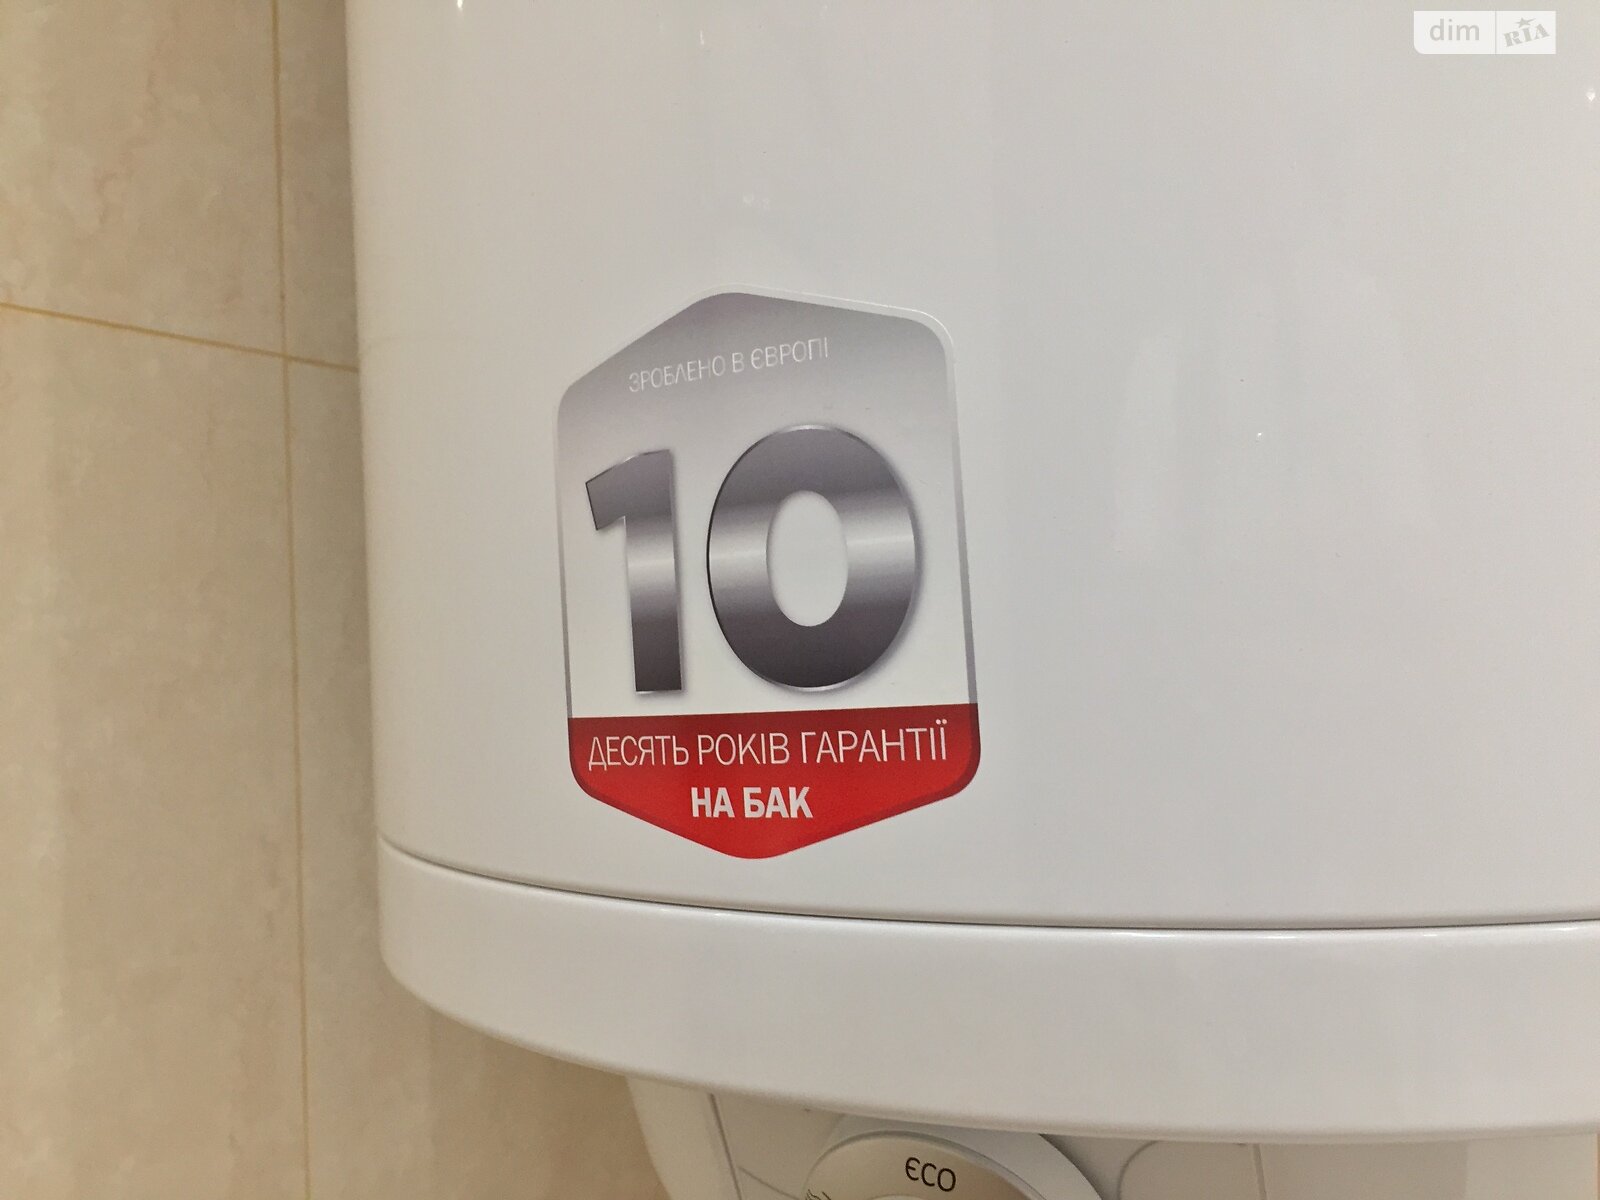 dim RIA
ЗРОБЛЕНО В ЄВРОПІ
10
ДЕСЯТЬ РОКІВ ГАРАНТІЇ
НА БАК
ECO